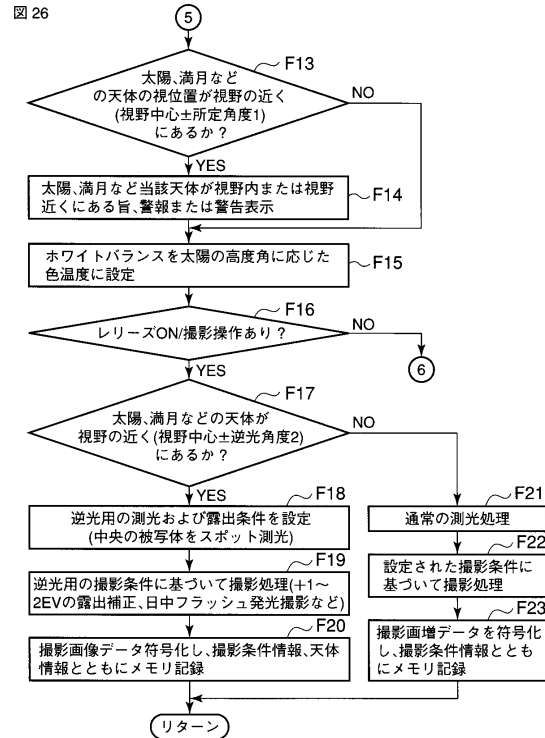 図 26
5
F13
太陽、満月など
の天体の視位置が視野の近く
(視野中心±所定角度1)
にあるか？
NO
YES
太陽、満月など当該天体が視野内または視野
近くにある旨、警報または警告表示
F14
ホワイトバランスを太陽の高度角に応じた
色温度に設定
F15
F16
レリーズON/撮影操作あり？
NO
6
YES
F17
太陽、満月などの天体が
視野の近く(視野中心±逆光角度2)
にあるか？
NO
YES
F18
逆光用の測光および露出条件を設定
(中央の被写体をスポット測光)
F19
逆光用の撮影条件に基づいて撮影処理(+1～
2EVの露出補正、日中フラッシュ発光撮影など)
F20
撮影画像データ符号化し、撮影条件情報、天体
情報とともにメモリ記録
F21
通常の測光処理
F22
設定された撮影条件に
基づいて撮影処理
F23
撮影画増データを符号化
し、撮影条件情報ととも
にメモリ記録
リターン